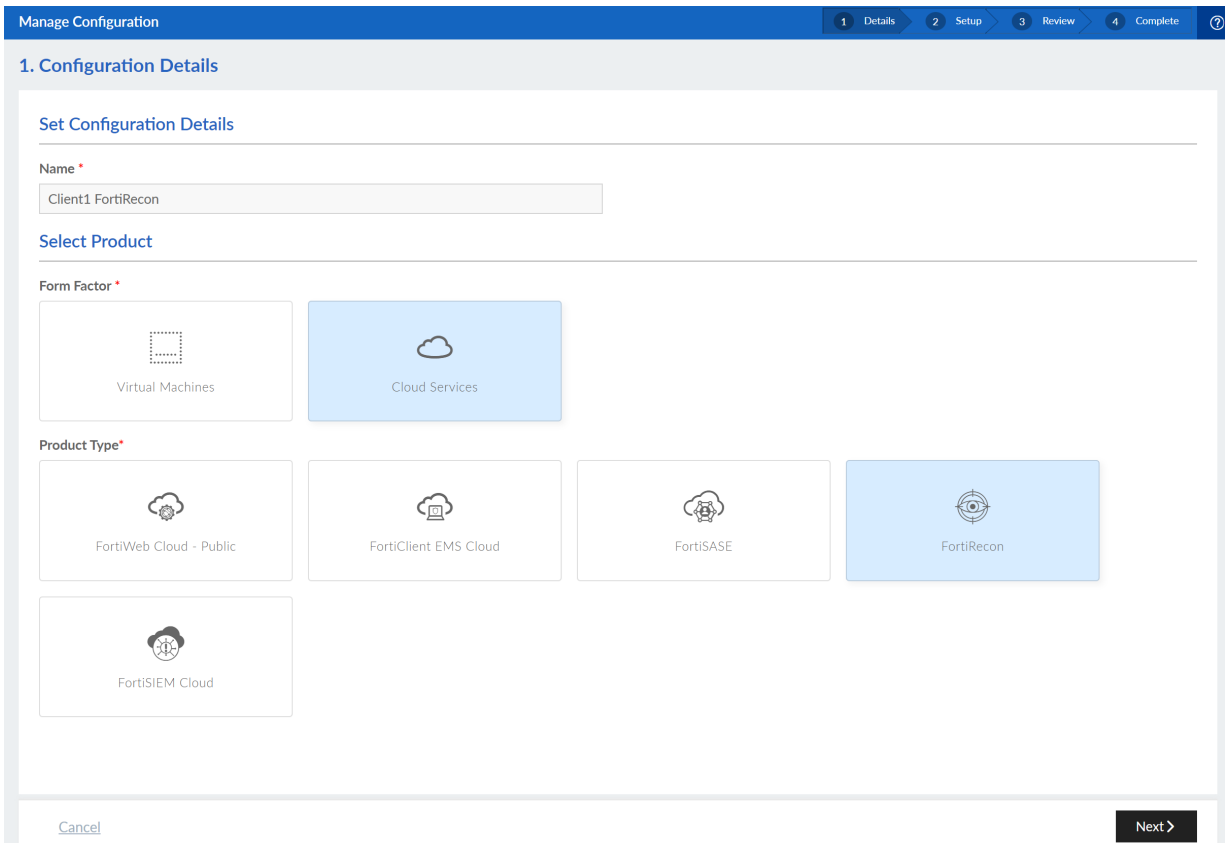 Manage Configuration
1 Details 2 Setup 3 Review 4 Complete ?
1. Configuration Details
Set Configuration Details
Name *
Client1 FortiRecon
Select Product
Form Factor *
Virtual Machines Cloud Services
Product Type*
FortiWeb Cloud - Public FortiClient EMS Cloud FortiSASE FortiRecon
FortiSIEM Cloud
Cancel Next